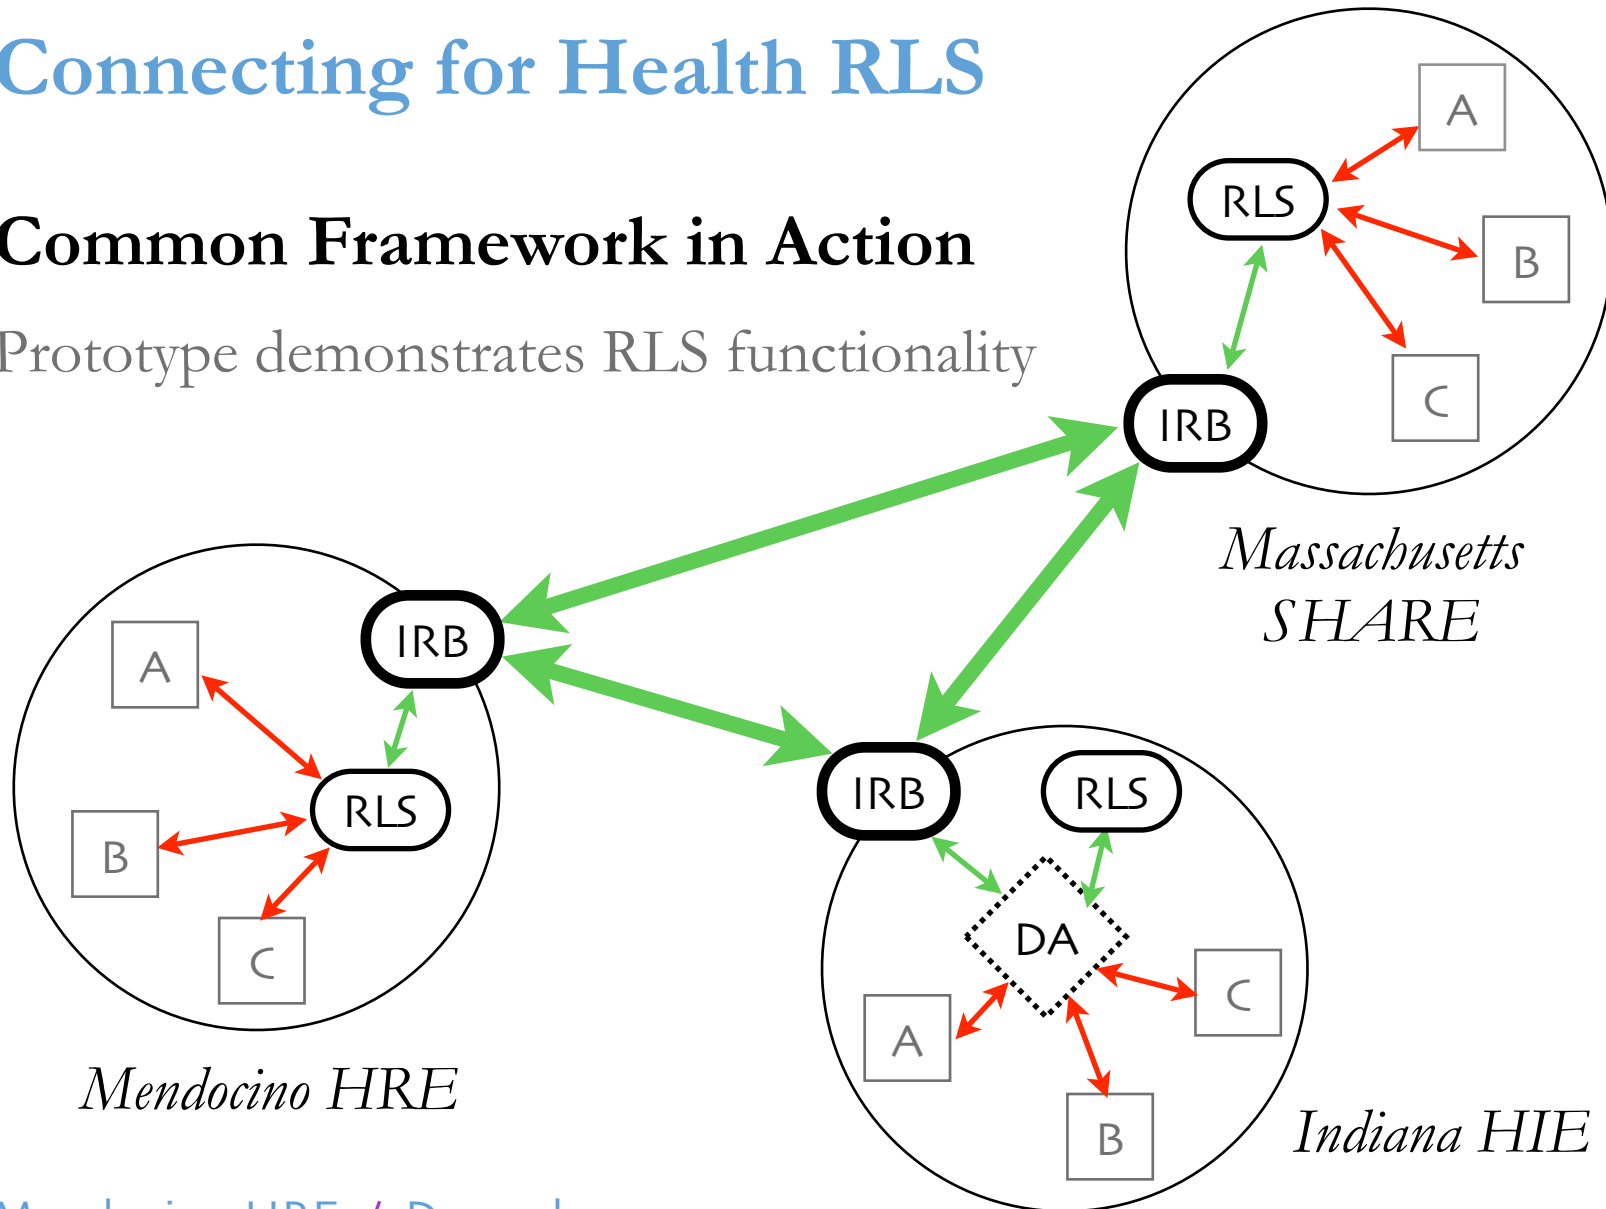 Connecting for Health RLS
Common Framework in Action
Prototype demonstrates RLS functionality
A
RLS
B
C
IRB
Massachusetts
SHARE
IRB
A
RLS
B
C
Mendocino HRE
IRB
RLS
DA
C
A
B
Indiana HIE
HRE /